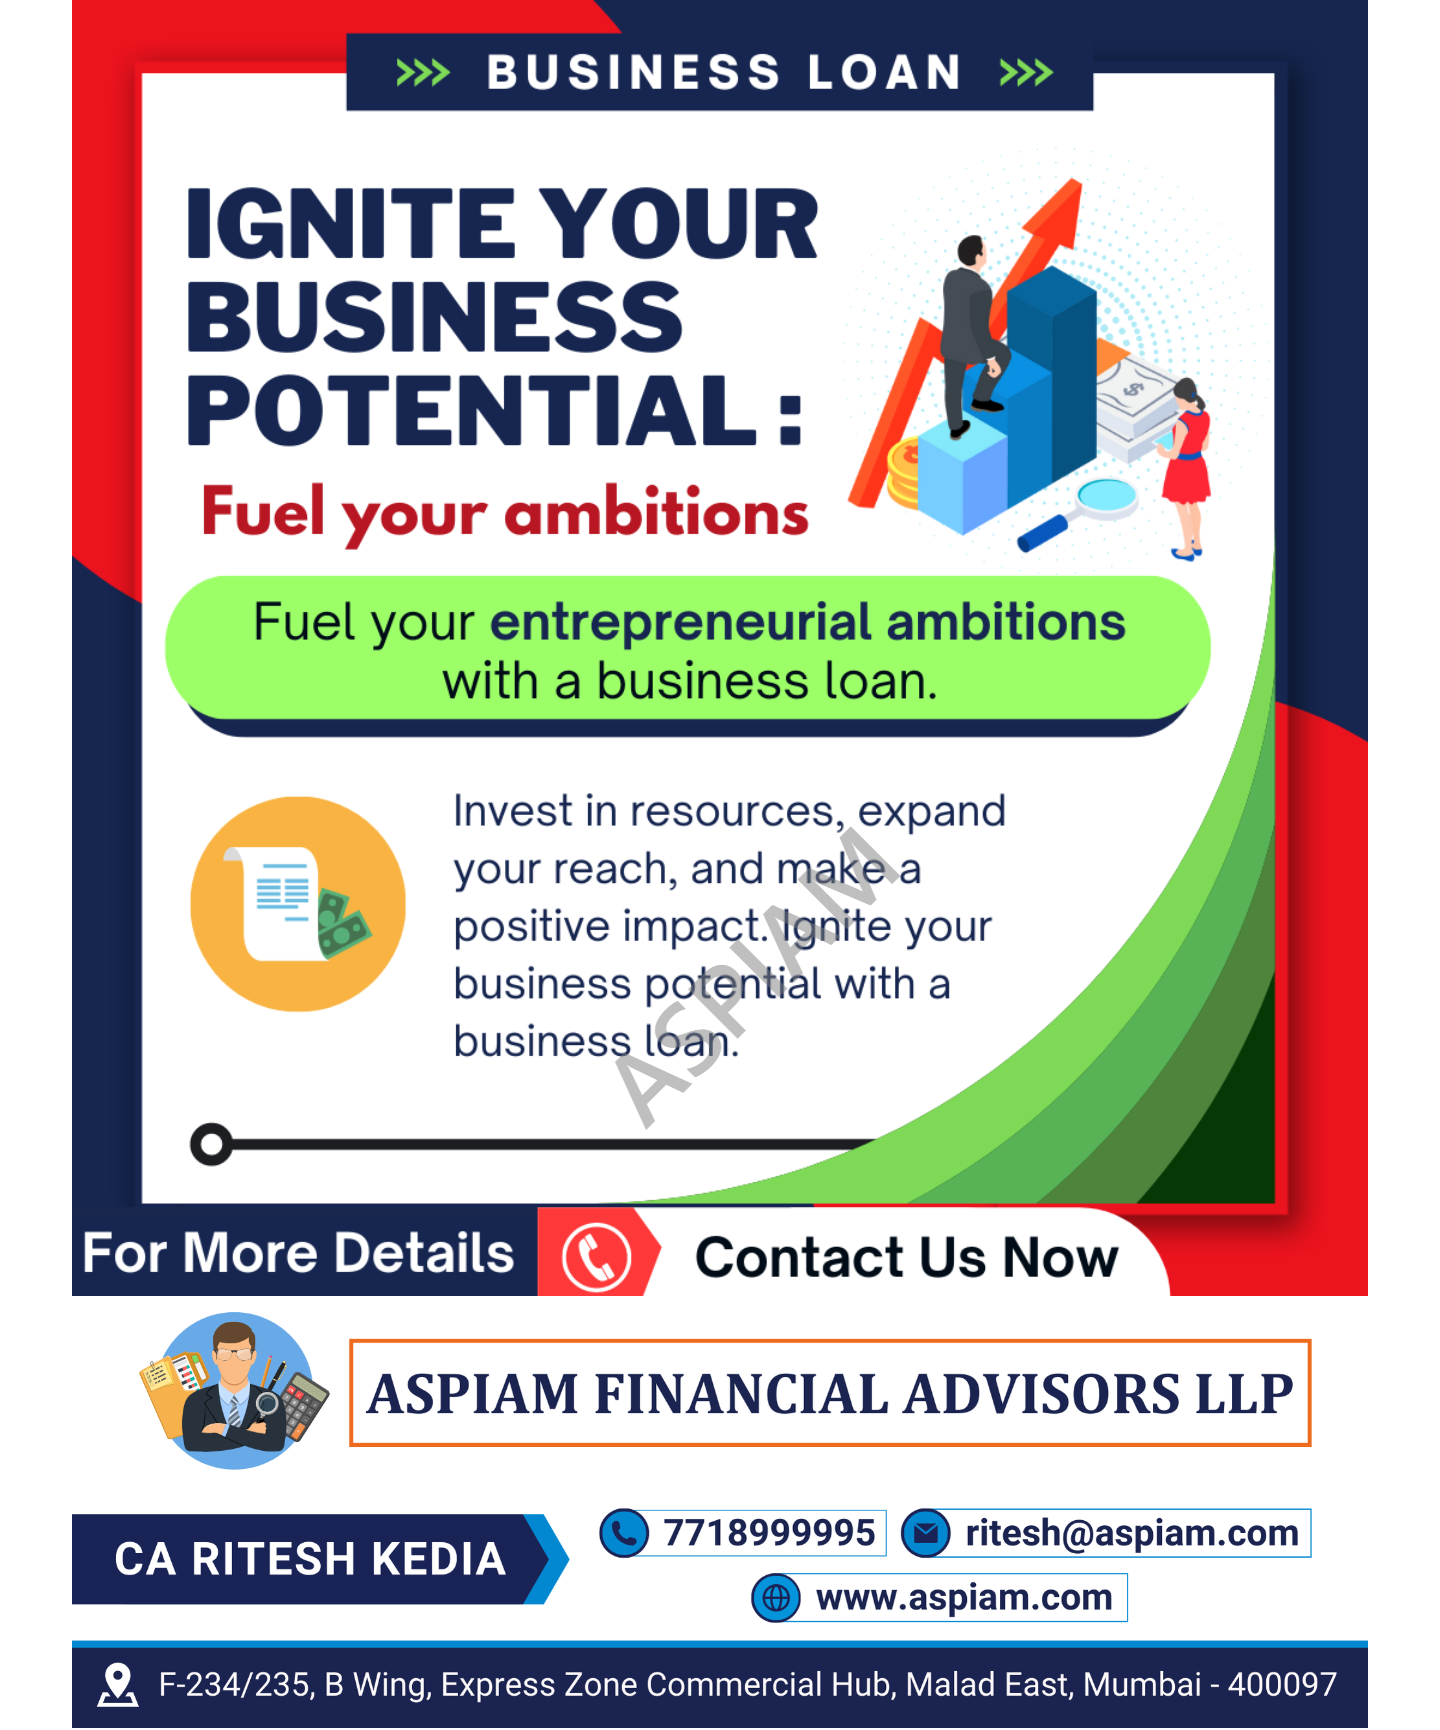 >>> BUSINESS LOAN >>>
IGNITE YOUR
BUSINESS
POTENTIAL :
Fuel your ambitions
Fuel your entrepreneurial ambitions
with a business loan.
Invest in resources, expand
your reach, and make a
positive impact. Ignite your
business potential with a
business loan.
ASPIAM
For More Details
Contact Us Now
ASPIAM FINANCIAL ADVISORS LLP
CA RITESH KEDIA
7718999995
ritesh@aspiam.com
www.aspiam.com
F-234/235, B Wing, Express Zone Commercial Hub, Malad East, Mumbai - 400097